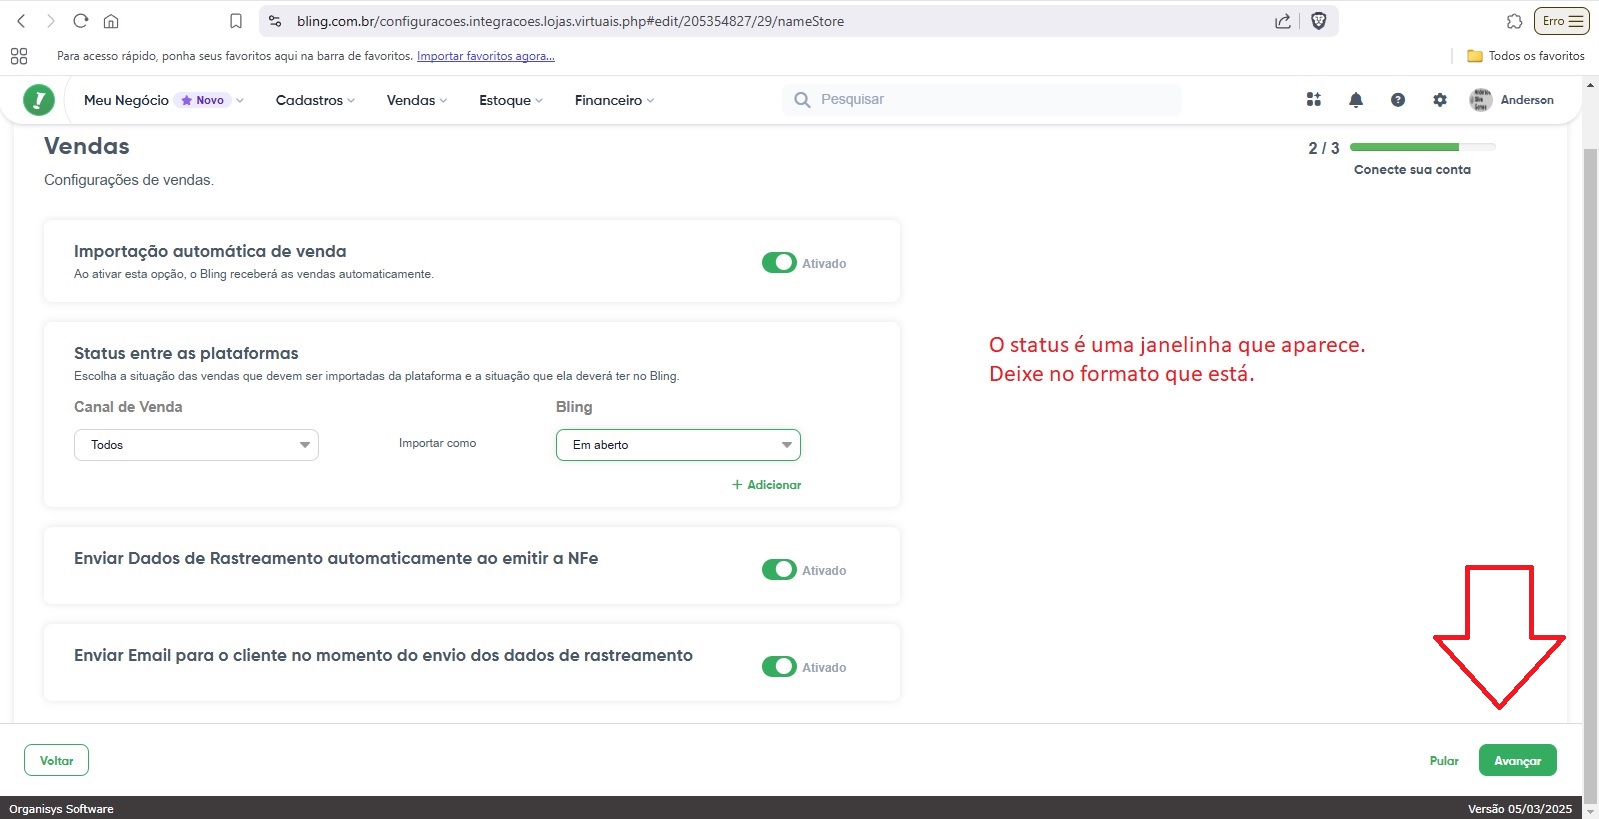 bling.com.br/configuracoes.integracoes.lojas.virtuais.php#edit/205354827/29/nameStore
Erro
Para acesso rápido, ponha seus favoritos aqui na barra de favoritos. Importar favoritos agora...
Todos os favoritos
Meu Negócio Novo Cadastros Vendas Estoque Financeiro Pesquisar Anderson
Vendas
2 / 3
Configurações de vendas.
Conecte sua conta
Importação automática de venda
Ao ativar esta opção, o Bling receberá as vendas automaticamente.
Ativado
Status entre as plataformas
Escolha a situação das vendas que devem ser importadas da plataforma e a situação que ela deverá ter no Bling.
Canal de Venda Bling
Todos Importar como Em aberto
+ Adicionar
O status é uma janelinha que aparece.
Deixe no formato que está.
Enviar Dados de Rastreamento automaticamente ao emitir a NFe
Ativado
Enviar Email para o cliente no momento do envio dos dados de rastreamento
Ativado
Voltar Pular Avançar
Organisys Software Versão 05/03/2025